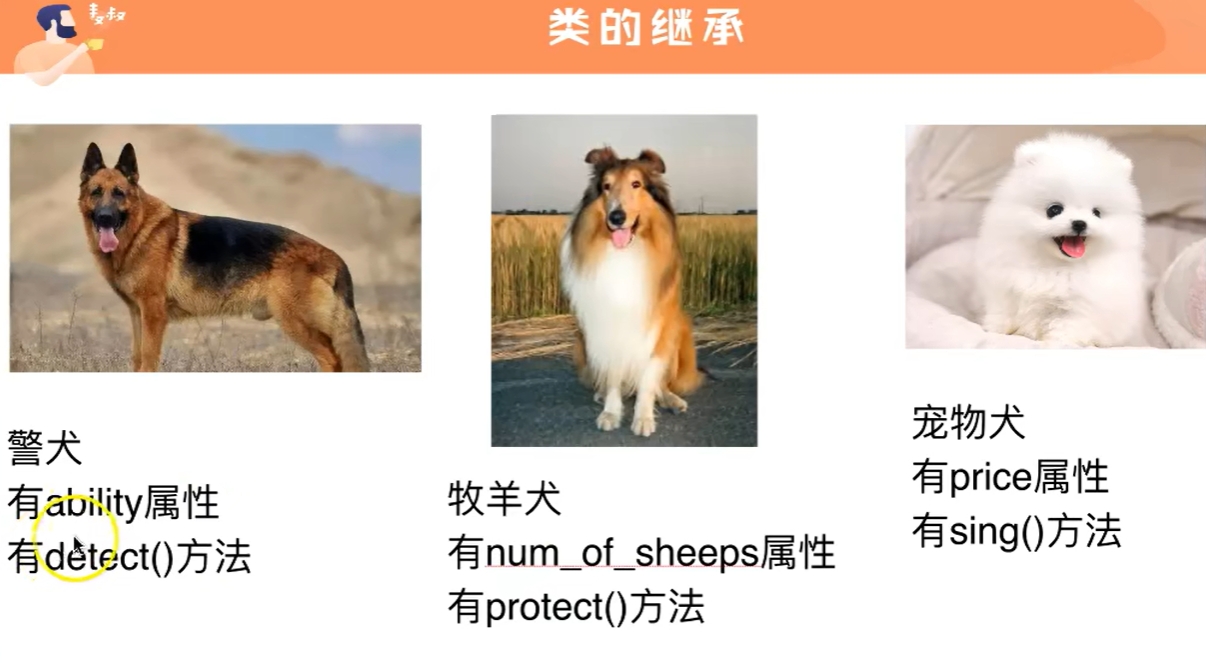 麦叔
类的继承
警犬
有ability属性
有detect()方法
牧羊犬
有num_of_sheeps属性
有protect()方法
宠物犬
有price属性
有sing()方法